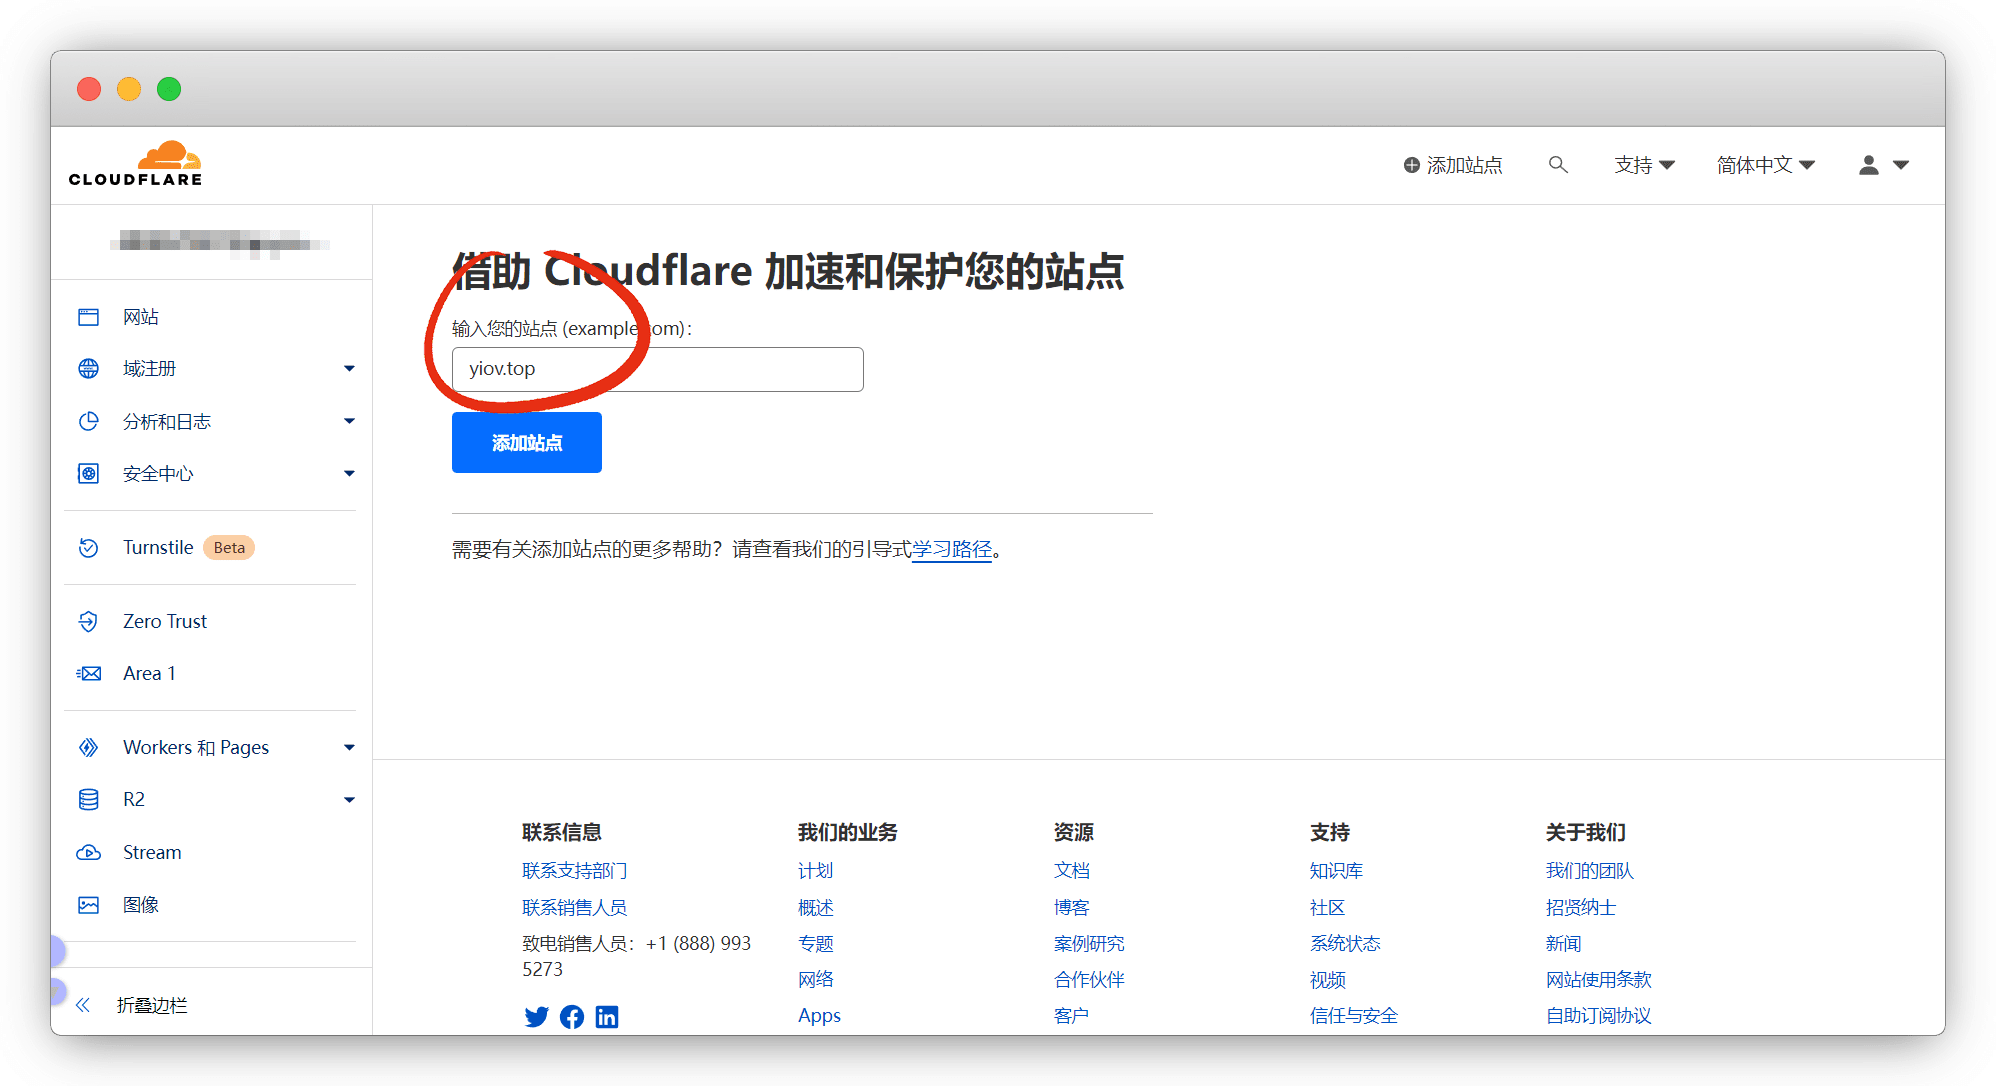 CLOUDFLARE
添加站点
支持
简体中文
网站
域注册
分析和日志
安全中心
Turnstile Beta
Zero Trust
Area 1
Workers 和 Pages
R2
Stream
图像
折叠边栏
借助 Cloudflare 加速和保护您的站点
输入您的站点 (example.com)：
yiov.top
添加站点
需要有关添加站点的更多帮助？请查看我们的引导式学习路径。
联系信息
联系支持部门
联系销售人员
致电销售人员：+1 (888) 993
5273
我们的业务
计划
概述
专题
网络
Apps
资源
文档
博客
案例研究
合作伙伴
客户
支持
知识库
社区
系统状态
视频
信任与安全
关于我们
我们的团队
招贤纳士
新闻
网站使用条款
自助订阅协议